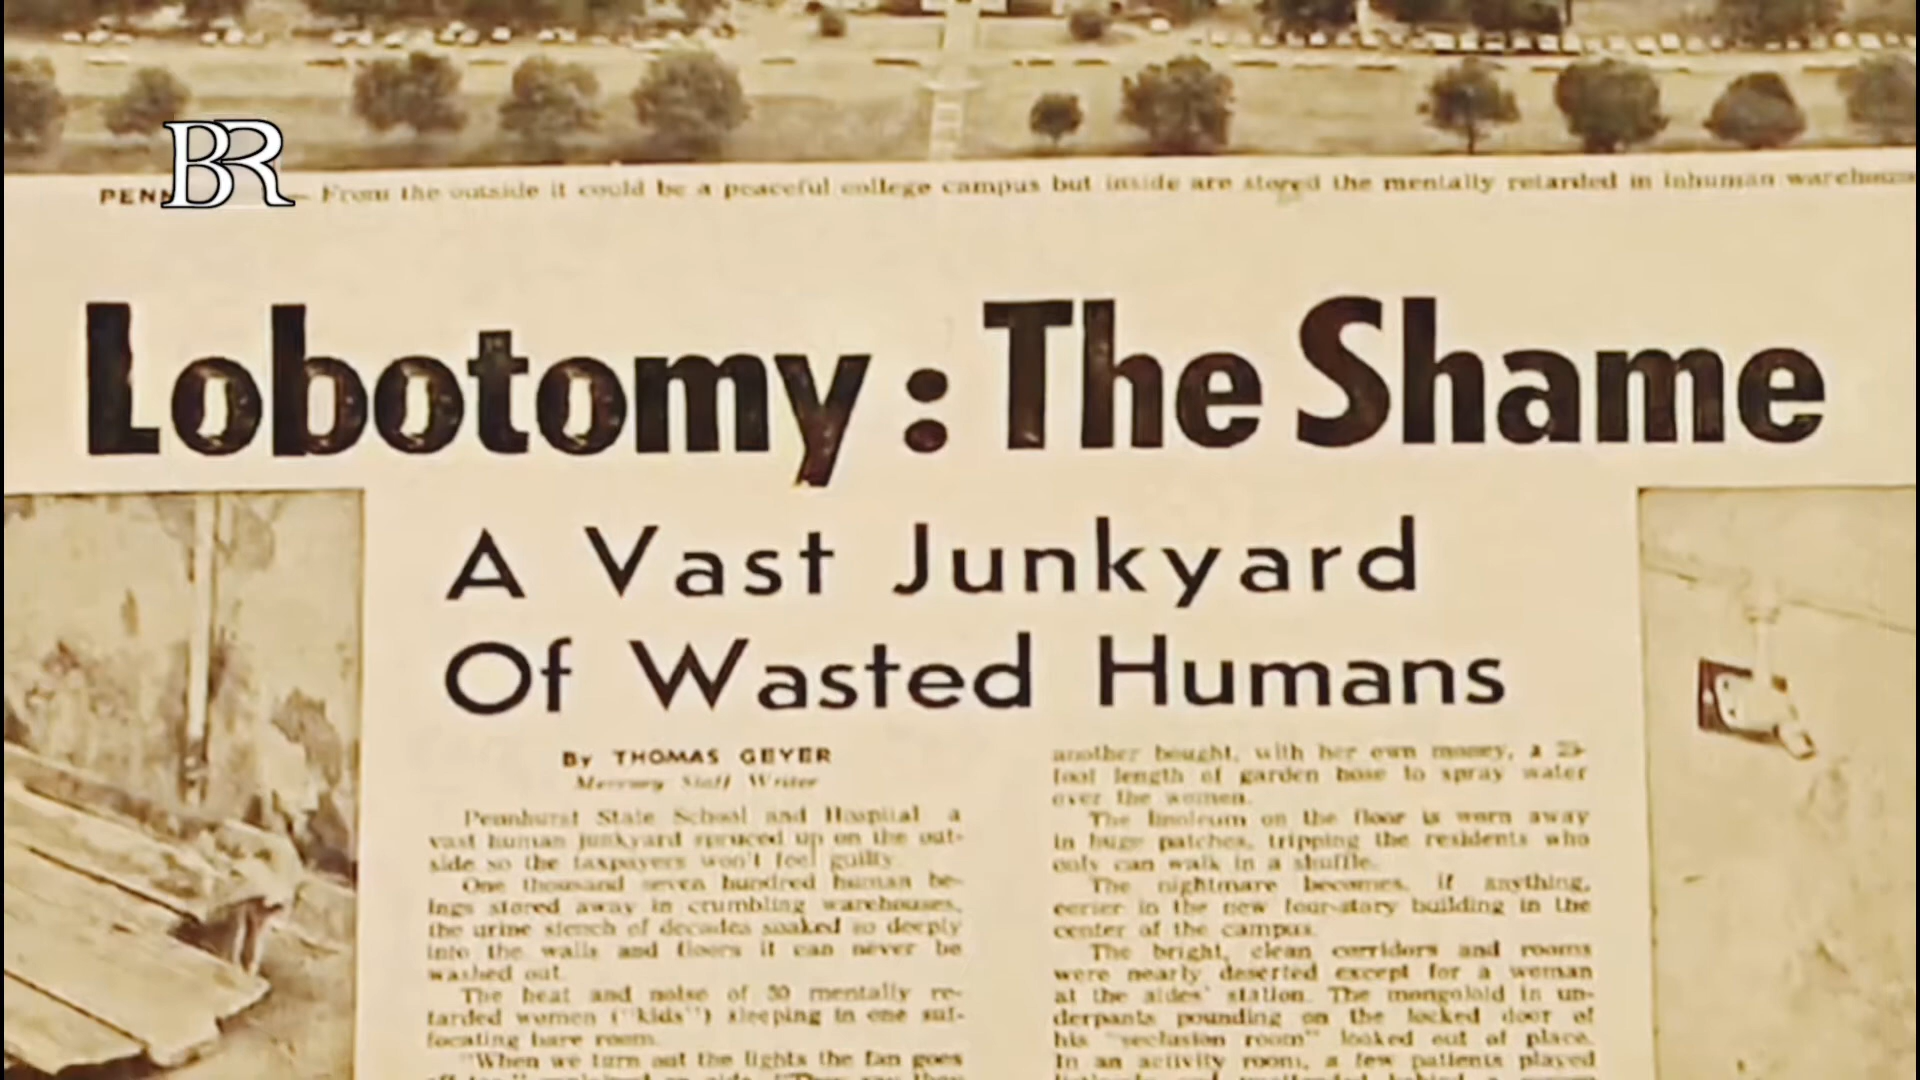 BR
PENN — From the outside it could be a peaceful college campus but inside are stored the mentally retarded in inhuman
Lobotomy : The Shame
A Vast Junkyard
Of Wasted Humans
By THOMAS GEYER
Mercury Staff Writer
Pennhurst State School and Hospital a
vast human junkyard spruced up on the out-
side so the taxpayers won't feel guilty.
One thousand seven hundred human be-
ings stored away in crumbling warehouses,
the urine stench of decades soaked so deeply
into the walls and floors it can never be
washed out.
The heat and noise of 50 mentally re-
tarded women ("kids") sleeping in one suf-
focating bare room.
"When we turn out the lights the fan goes
another bought, with her own money, a
foot length of garden hose to spray water
over the women.
The linoleum on the floor is worn away
in huge patches, tripping the residents who
only can walk in a shuffle.
The nightmare becomes, if anything,
eerier in the new four-story building in the
center of the campus.
The bright, clean corridors and rooms
were nearly deserted except for a woman
at the aides' station. The mongoloid in un-
derpants pounding on the locked door of
his "seclusion room" looked out of place.
In an activity room, a few patients played